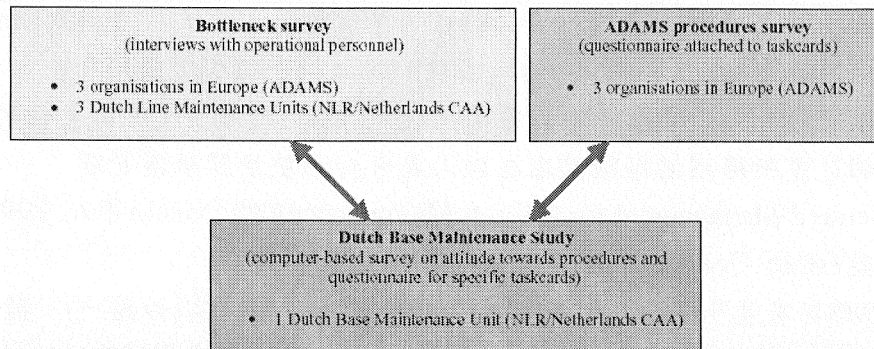 Bottleneck survey
(interviews with operational personnel)
• 3 organisations in Europe (ADAMS)
• 3 Dutch Line Maintenance Units (NLR/Netherlands CAA)
ADAMS procedures survey
(questionnaire attached to taskcards)
• 3 organisations in Europe (ADAMS)
Dutch Base Maintenance Study
(computer-based survey on attitude towards procedures and
questionnaire for specific taskcards)
• 1 Dutch Base Maintenance Unit (NLR/Netherlands CAA)